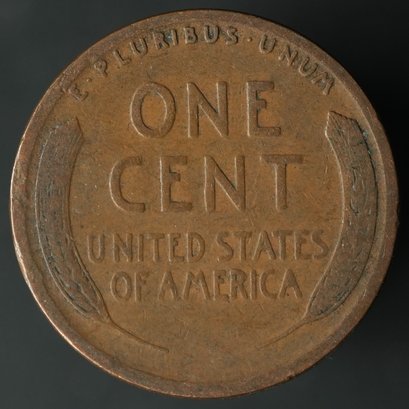 E·PLURIBUS·UNUM
ONE
CENT
UNITED STATES
OF AMERICA